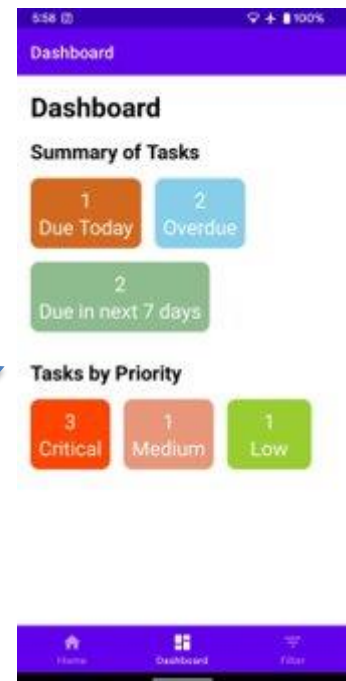 5:58
100%
Dashboard
Dashboard
Summary of Tasks
1
Due Today
2
Overdue
2
Due in next 7 days
Tasks by Priority
3
Critical
1
Medium
1
Low
Home
Dashboard
Filter